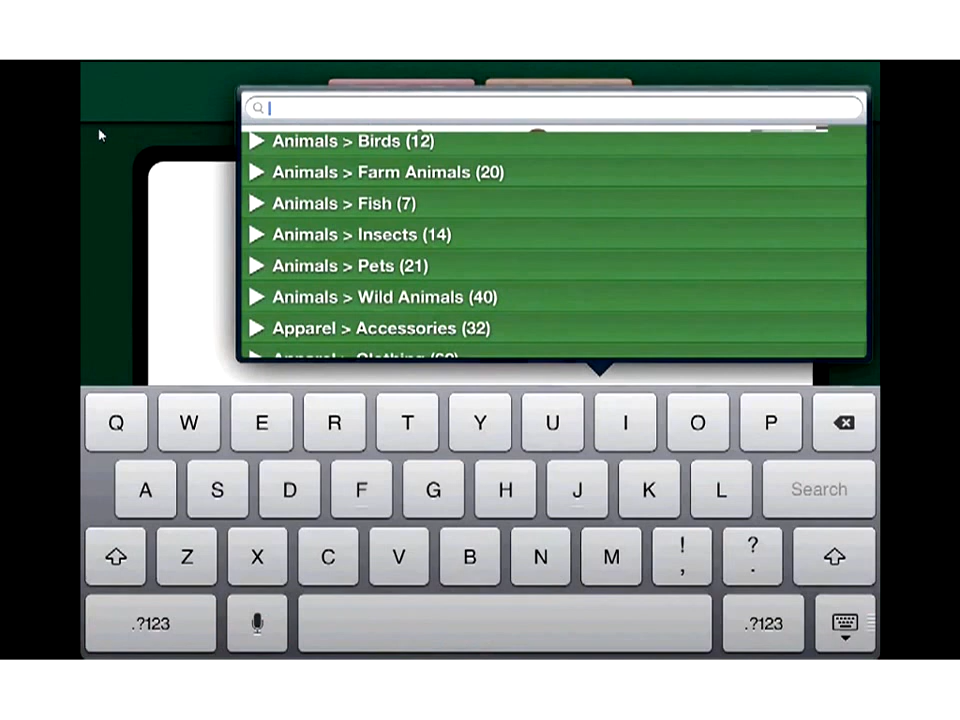 Animals > Birds (12)
Animals > Farm Animals (20)
Animals > Fish (7)
Animals > Insects (14)
Animals > Pets (21)
Animals > Wild Animals (40)
Apparel > Accessories (32)
Q W E R T Y U I O P
A S D F G H J K L Search
Z X C V B N M ! , ? .
.?123 .?123